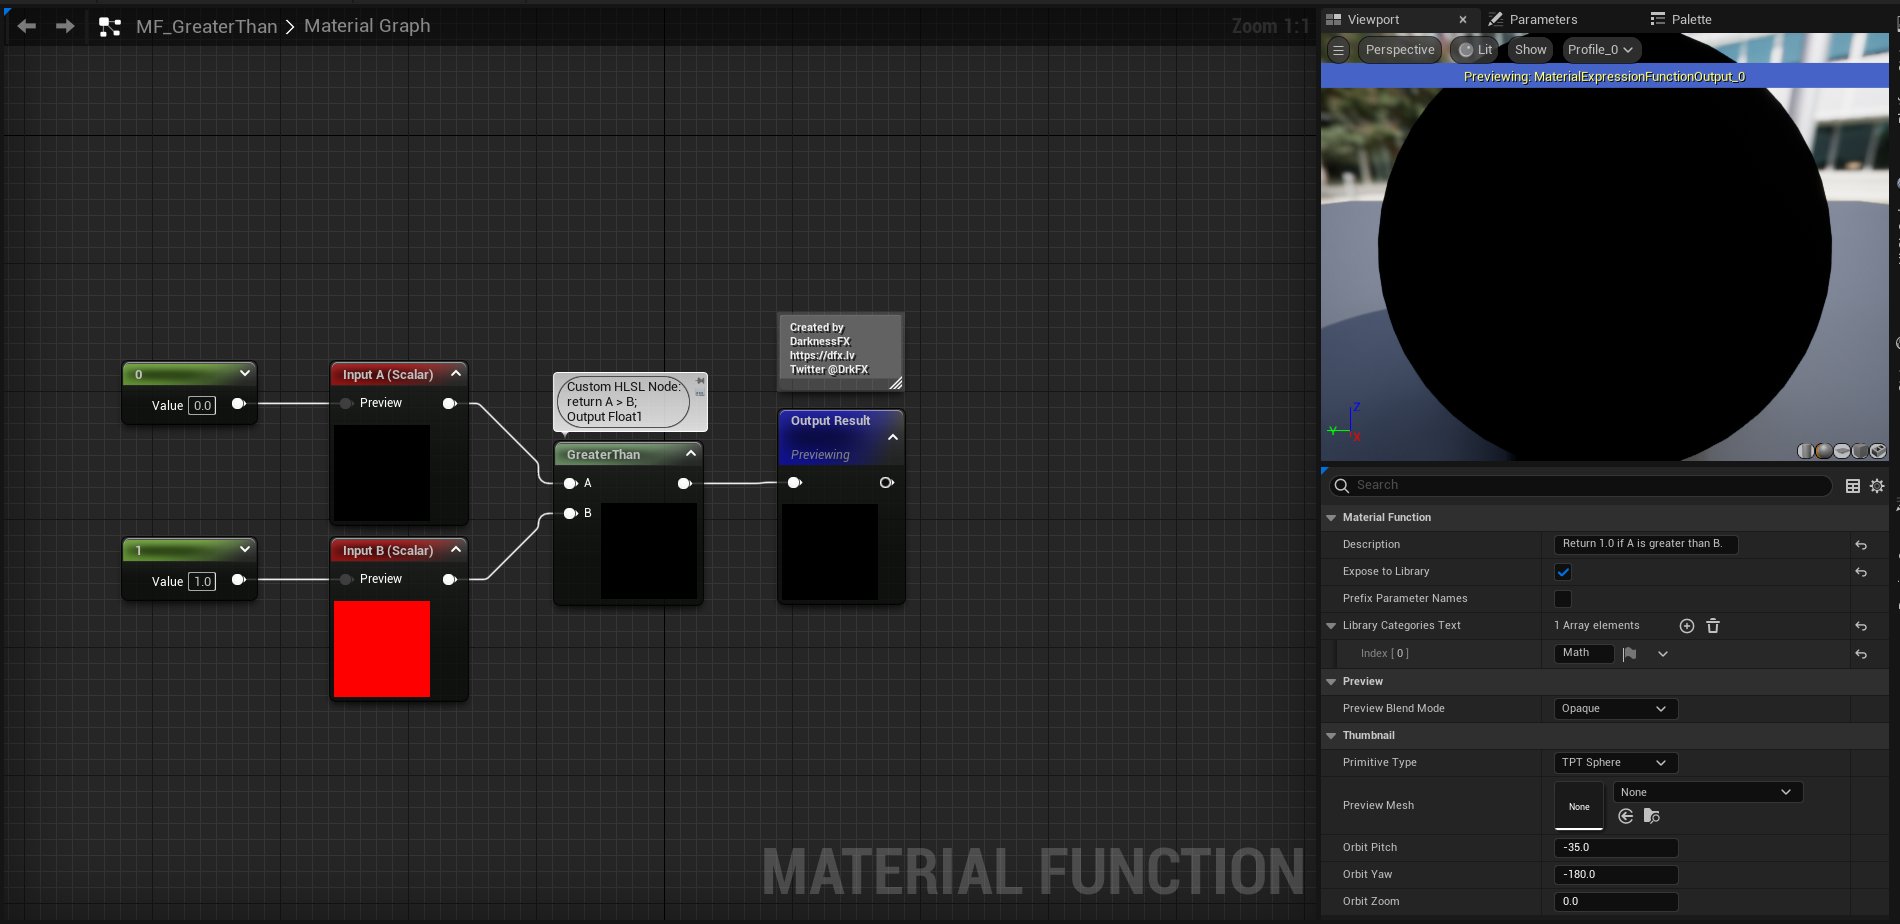 MF_GreaterThan > Material Graph
Zoom 1:1
0
Value 0.0
Input A (Scalar)
Preview
1
Value 1.0
Input B (Scalar)
Preview
Custom HLSL Node:
return A > B;
Output Float1
GreaterThan
A
B
Created by
DarknessFX
https://dfx.lv
Twitter @DrkFX
Output Result
Previewing
MATERIAL FUNCTION
Viewport
Parameters
Palette
Perspective
Lit
Show
Profile_0
Previewing: MaterialExpressionFunctionOutput_0
Z
Y
X
Search
Material Function
Description Return 1.0 if A is greater than B.
Expose to Library
Prefix Parameter Names
Library Categories Text 1 Array elements
Index [ 0 ] Math
Preview
Preview Blend Mode Opaque
Thumbnail
Primitive Type TPT Sphere
Preview Mesh None None
Orbit Pitch -35.0
Orbit Yaw -180.0
Orbit Zoom 0.0